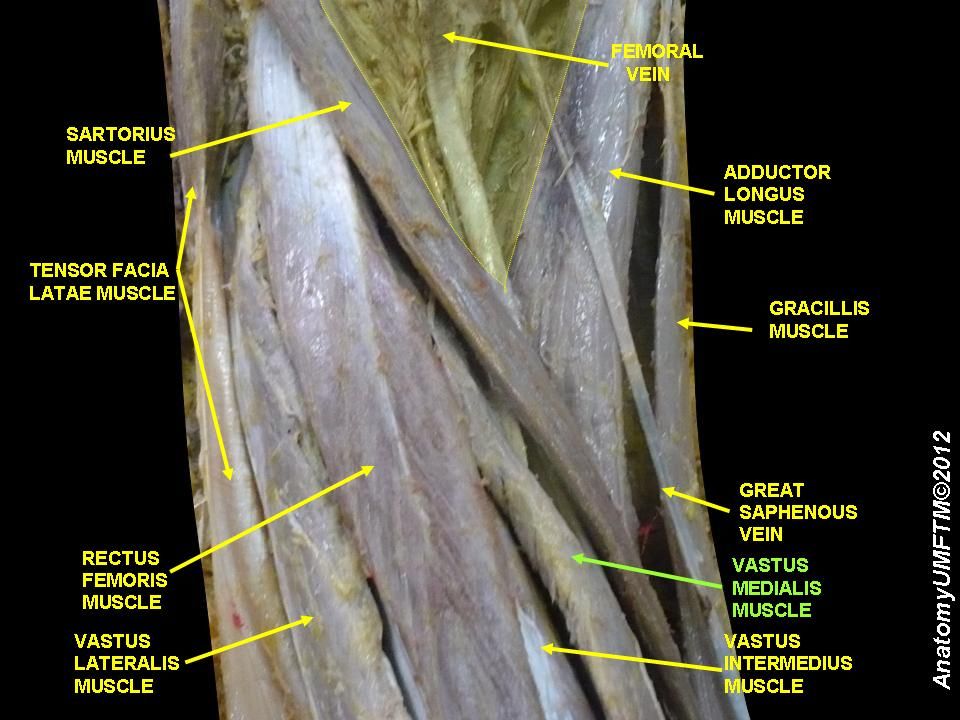 FEMORAL
VEIN
SARTORIUS
MUSCLE
ADDUCTOR
LONGUS
MUSCLE
TENSOR FACIA
LATAE MUSCLE
GRACILLIS
MUSCLE
GREAT
SAPHENOUS
VEIN
RECTUS
FEMORIS
MUSCLE
VASTUS
MEDIALIS
MUSCLE
VASTUS
LATERALIS
MUSCLE
VASTUS
INTERMEDIUS
MUSCLE
AnatomyUMFTM©2012